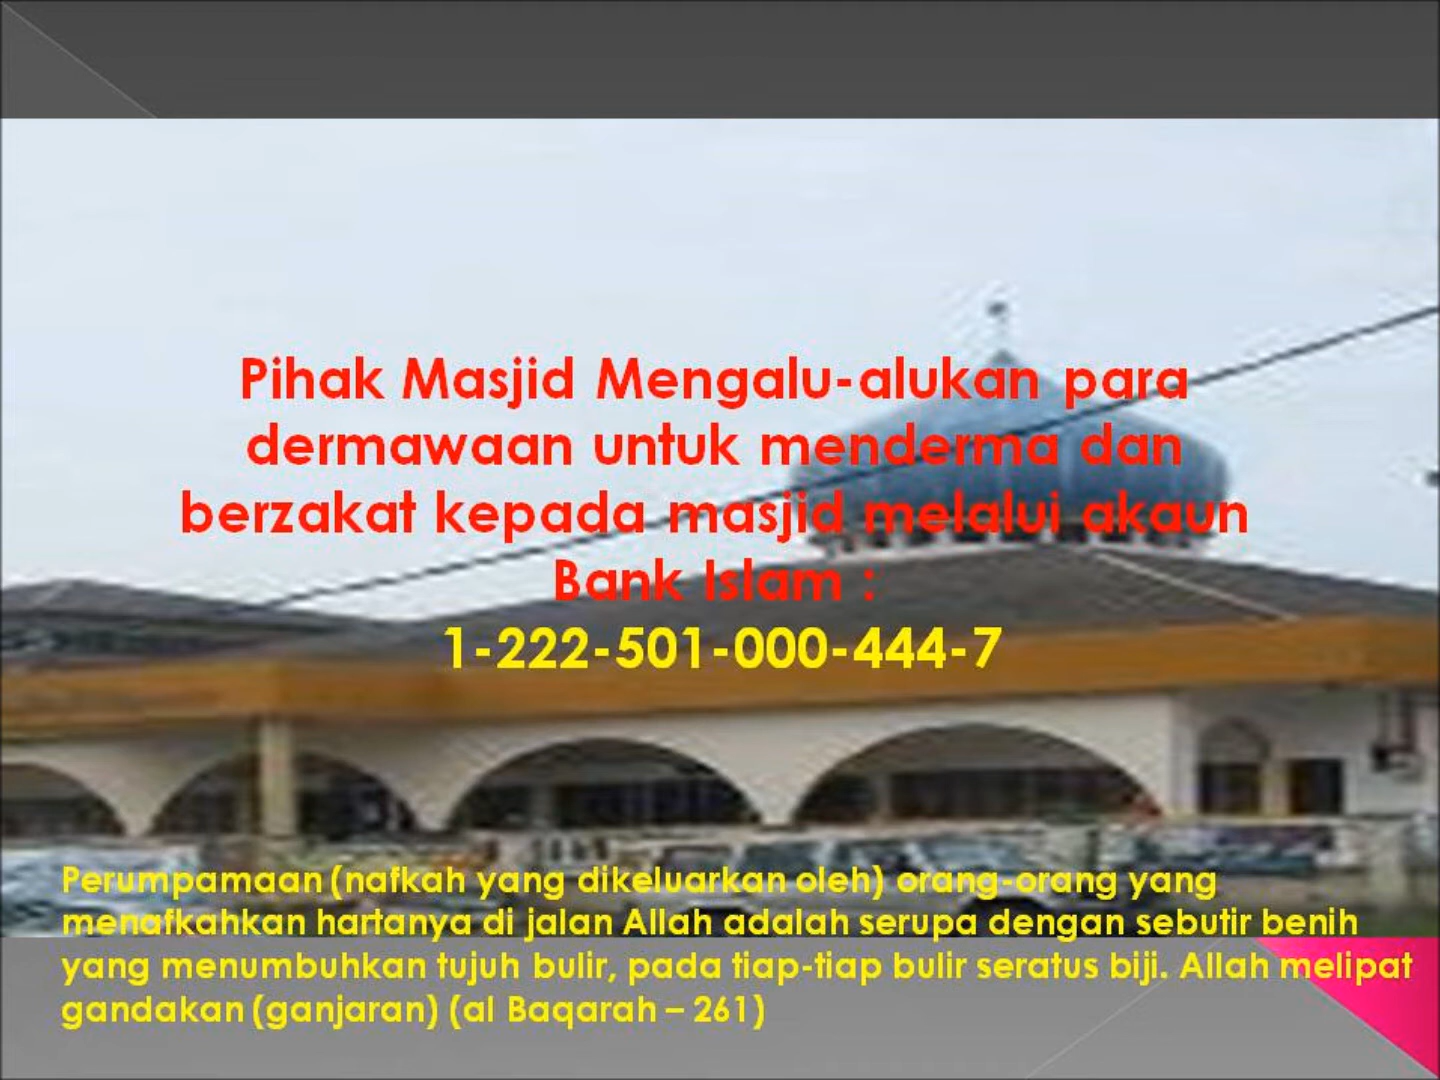 Pihak Masjid Mengalu-alukan para
dermawaan untuk menderma dan
berzakat kepada masjid melalui akaun
Bank Islam :
1-222-501-000-444-7
Perumpamaan (nafkah yang dikeluarkan oleh) orang-orang yang
menafkahkan hartanya di jalan Allah adalah serupa dengan sebutir benih
yang menumbuhkan tujuh bulir, pada tiap-tiap bulir seratus biji. Allah melipat
gandakan (ganjaran) (al Baqarah – 261)